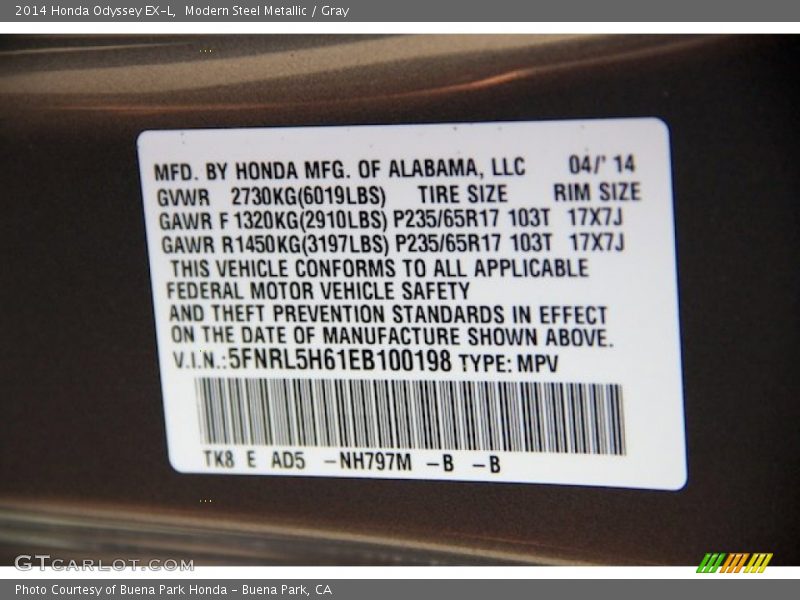 2014 Honda Odyssey EX-L, Modern Steel Metallic / Gray
MFD. BY HONDA MFG. OF ALABAMA, LLC 04/' 14
GVWR 2730KG(6019LBS) TIRE SIZE RIM SIZE
GAWR F 1320KG(2910LBS) P235/65R17 103T 17X7J
GAWR R1450KG(3197LBS) P235/65R17 103T 17X7J
THIS VEHICLE CONFORMS TO ALL APPLICABLE
FEDERAL MOTOR VEHICLE SAFETY
AND THEFT PREVENTION STANDARDS IN EFFECT
ON THE DATE OF MANUFACTURE SHOWN ABOVE.
V.I.N.:5FNRL5H61EB100198 TYPE: MPV
TK8 E AD5 -NH797M -B -B
GTCARLOT.COM
Photo Courtesy of Buena Park Honda - Buena Park, CA